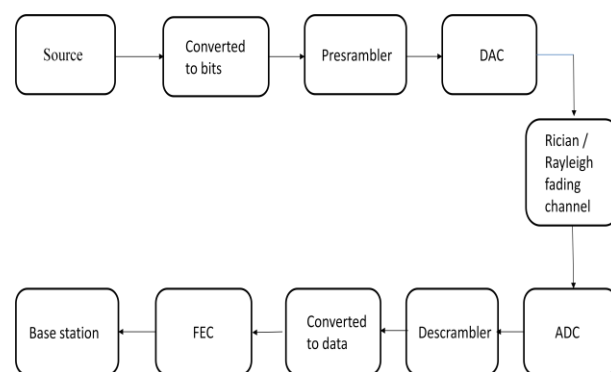 Source
Converted
to bits
Presrambler
DAC
Rician /
Rayleigh
fading
channel
Base station
FEC
Converted
to data
Descrambler
ADC